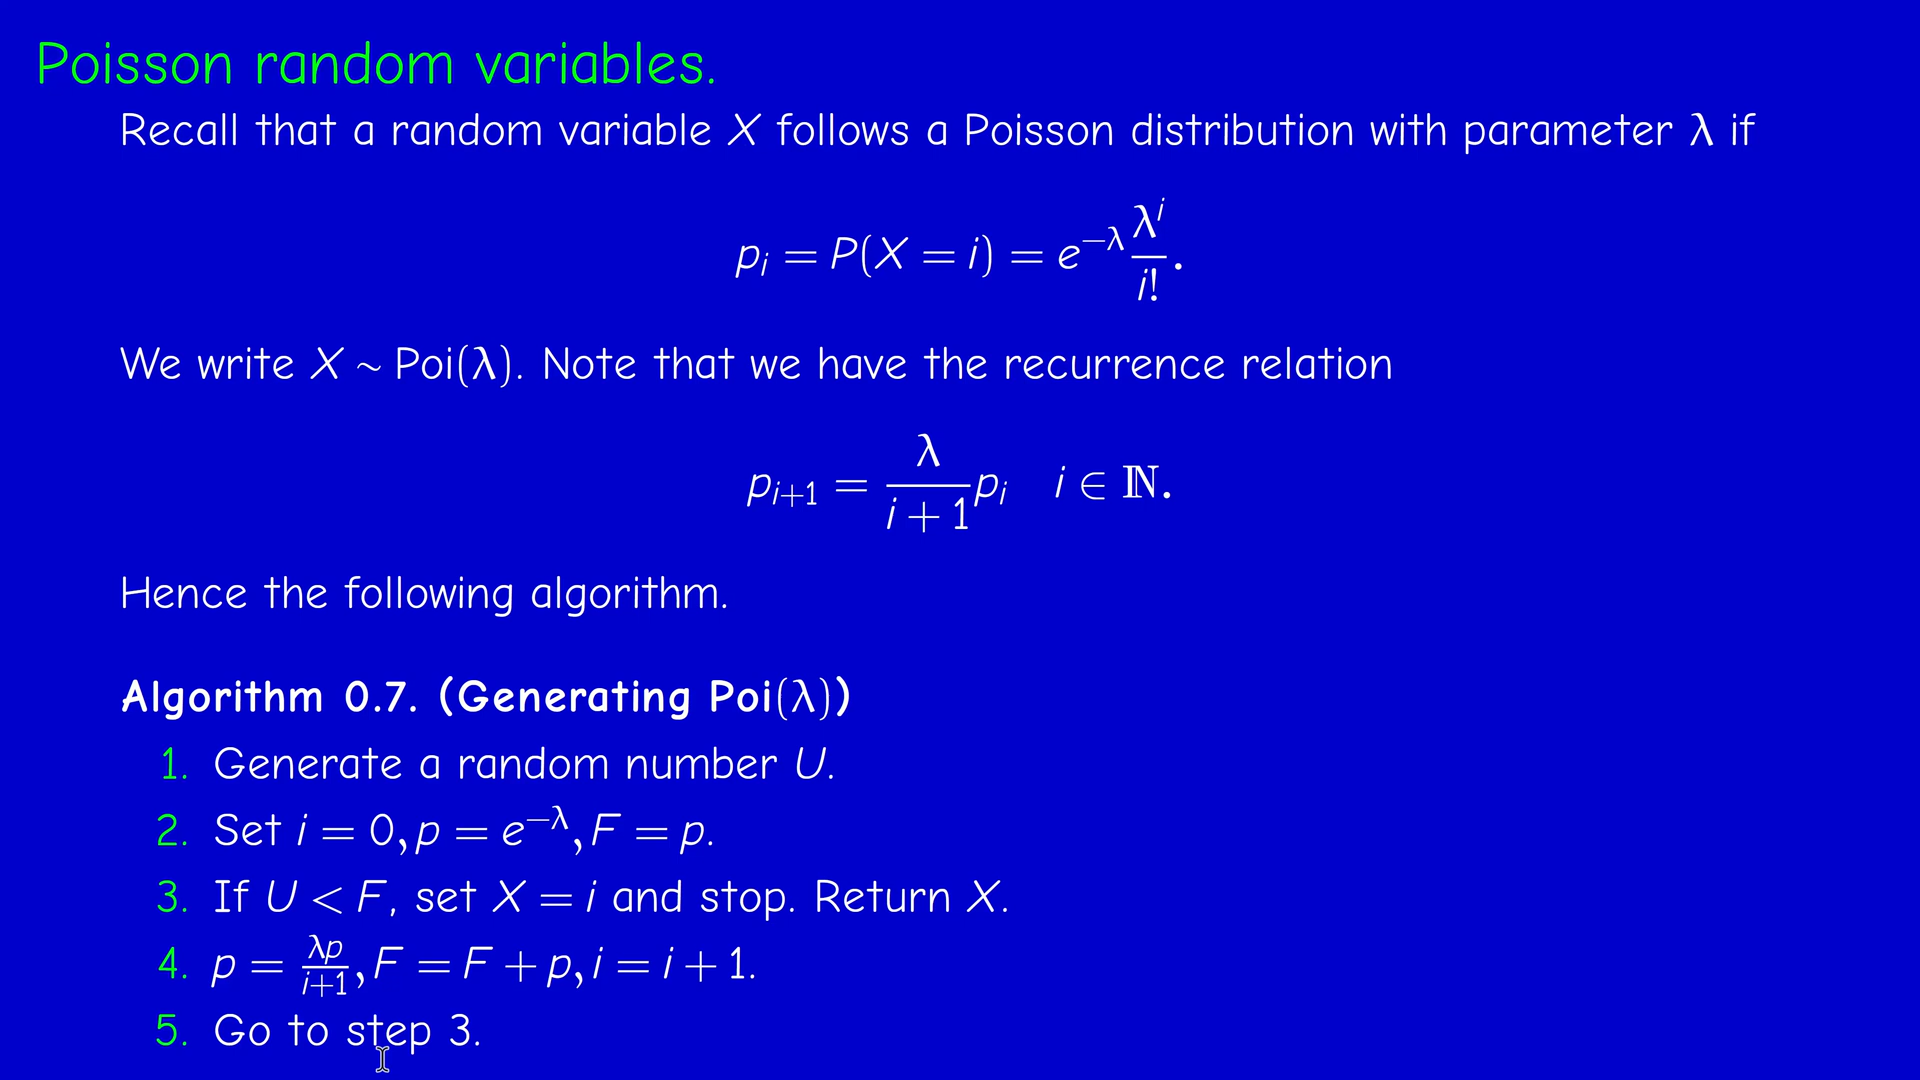 Poisson random variables.
Recall that a random variable X follows a Poisson distribution with parameter λ if
p_i = P(X = i) = e^{−λ} \frac{λ^i}{i!}.
We write X ~ Poi(λ). Note that we have the recurrence relation
p_{i+1} = \frac{λ}{i + 1} p_i   i ∈ ℕ.
Hence the following algorithm.
Algorithm 0.7. (Generating Poi(λ))
1. Generate a random number U.
2. Set i = 0, p = e^{−λ}, F = p.
3. If U < F, set X = i and stop. Return X.
4. p = \frac{λp}{i+1}, F = F + p, i = i + 1.
5. Go to step 3.